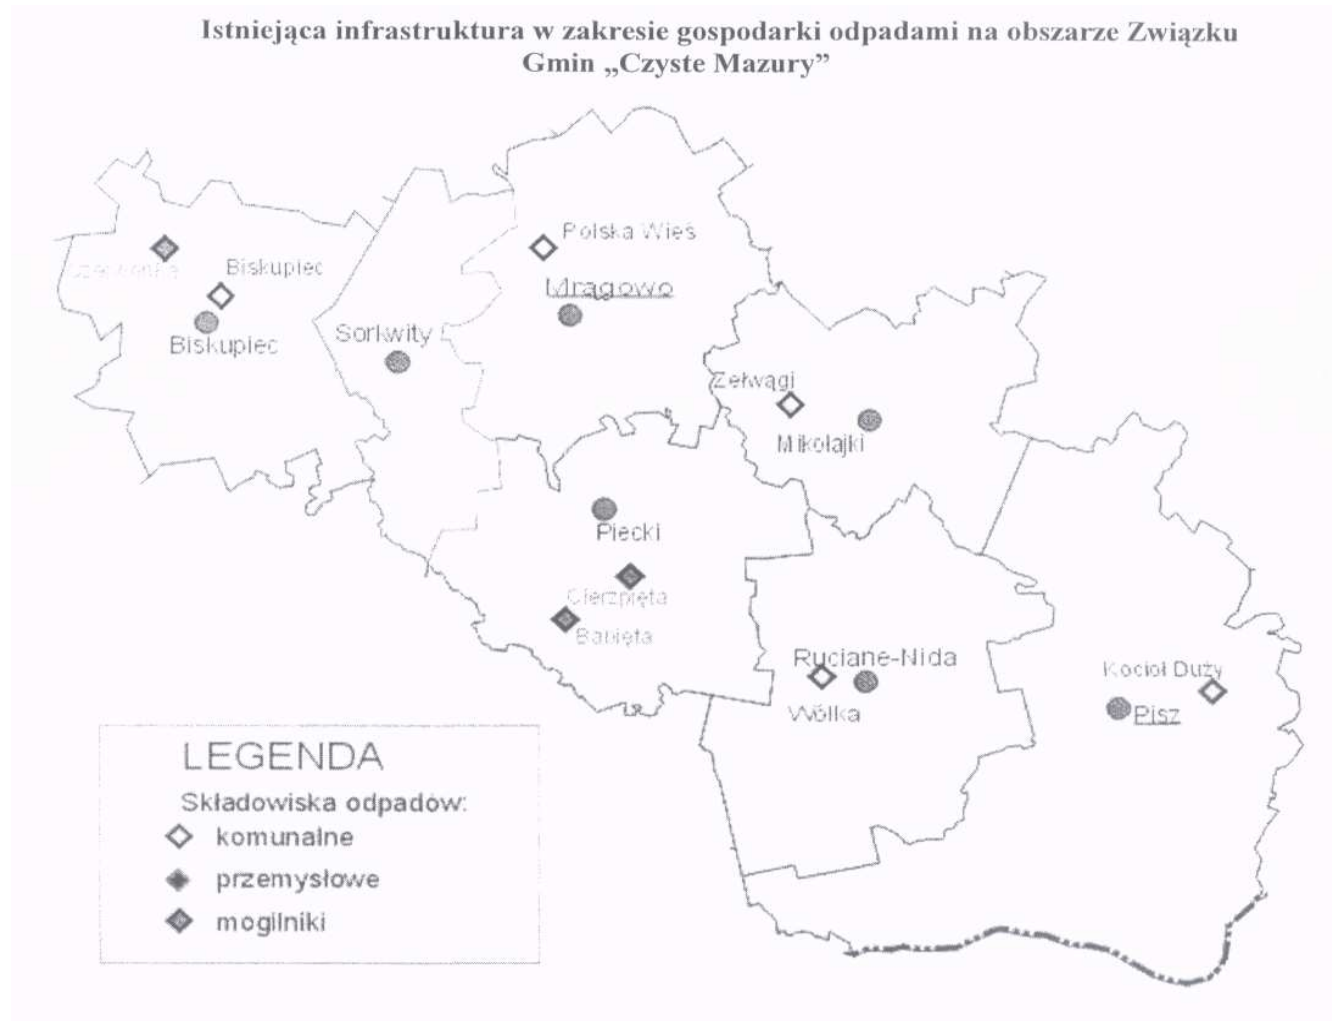 Istniejąca infrastruktura w zakresie gospodarki odpadami na obszarze Związku
Gmin „Czyste Mazury”
Polska Wieś
Biskupiec
Mrągowo
Sorkwity
Biskupiec
Zełwągi
Mikołajki
Piecki
Cierzpięta
Babięta
Ruciane-Nida
Kocioł Duży
Wólka
Pisz
LEGENDA
Składowiska odpadów:
komunalne
przemysłowe
mogilniki